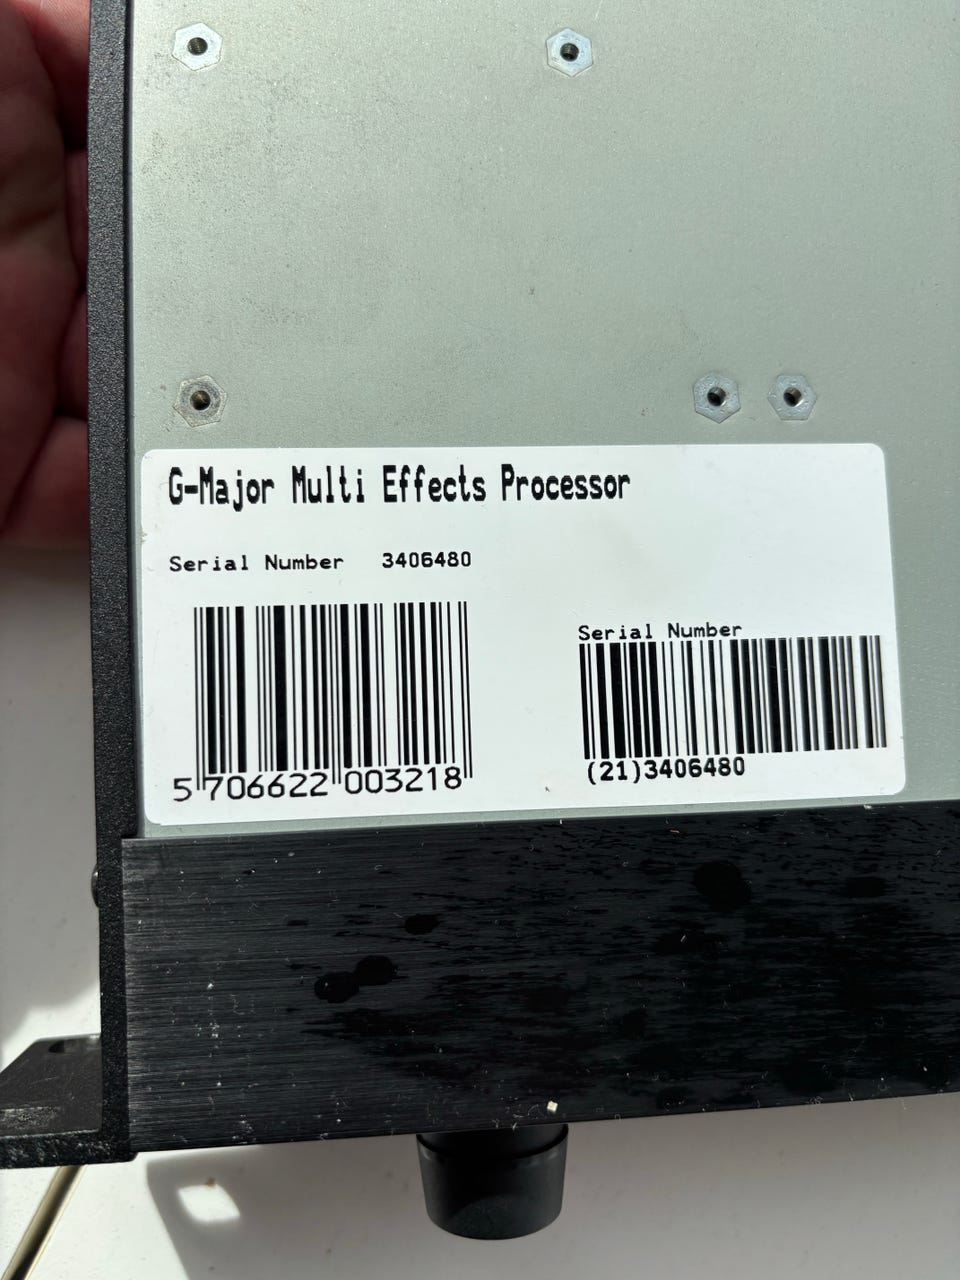 G-Major Multi Effects Processor
Serial Number 3406480
5 706622 003218
Serial Number
(21)3406480